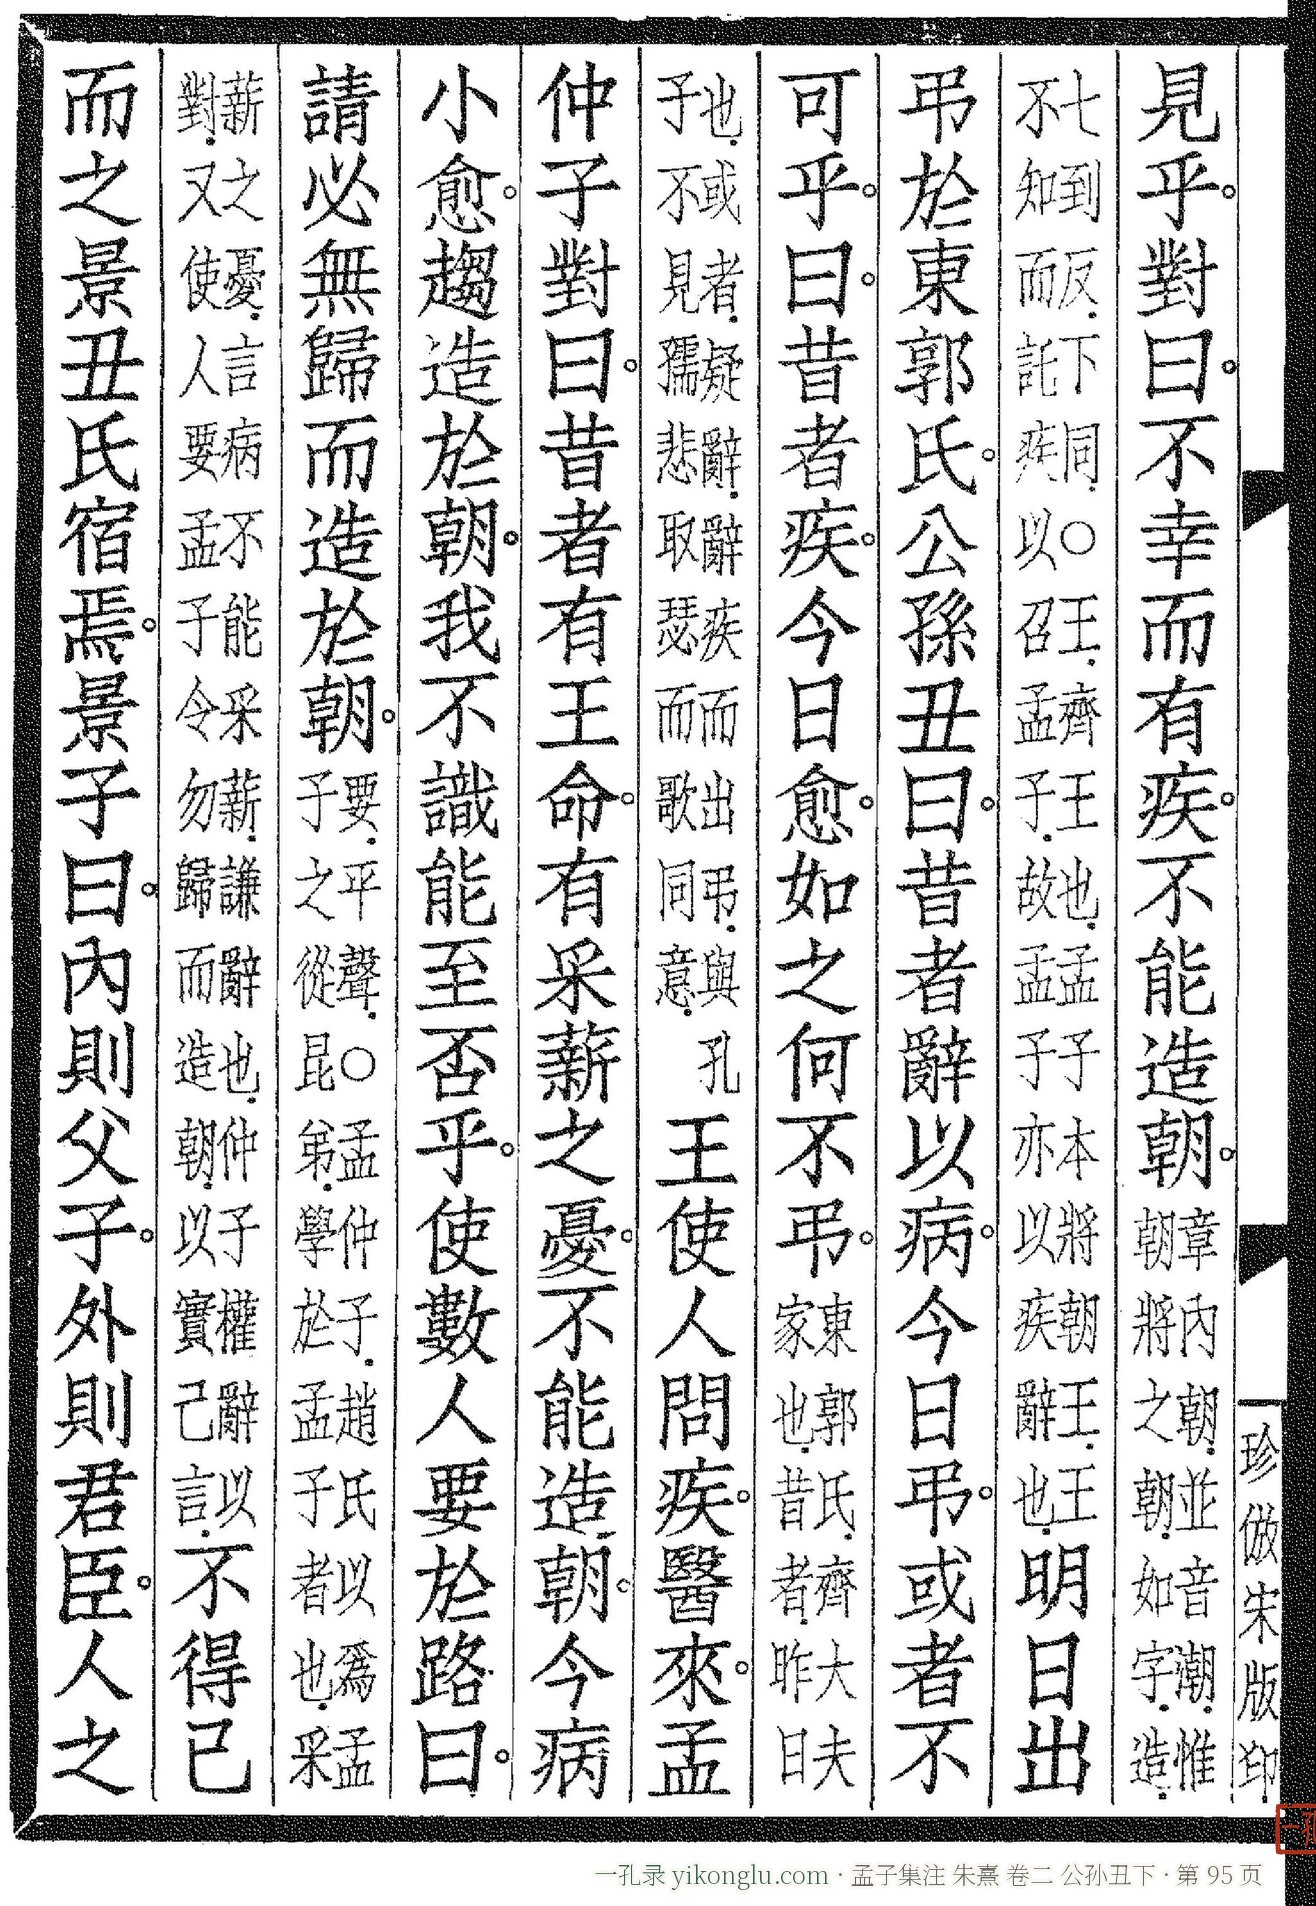 珍倣宋版印
見乎。對曰。不幸而有疾。不能造朝。
章內朝。並音潮。惟
朝將之朝。如字。造。
七到反。下同。○王。齊王也。孟子本將朝王。王
不知而託疾以召孟子。故孟子亦以疾辭也。
明日出
弔於東郭氏。公孫丑曰。昔者辭以病。今日弔。或者不
可乎。曰。昔者疾。今日愈。如之何不弔。
東郭氏。齊大夫
家也。昔者。昨日
也。或者。疑辭。辭疾而出弔。與孔
子不見孺悲取瑟而歌同意。
王使人問疾。醫來。孟
仲子對曰。昔者有王命。有采薪之憂。不能造朝。今病
小愈。趨造於朝。我不識能至否乎。使數人要於路曰。
請必無歸而造於朝。
要。平聲。○孟仲子。趙氏以爲孟
子之從昆弟。學於孟子者也。采
薪之憂。言病不能采薪。謙辭也。仲子權辭以
對。又使人要孟子令勿歸而造朝。以實己言。
不得已
而之景丑氏宿焉。景子曰。內則父子。外則君臣。人之
一孔录 yikonglu.com · 孟子集注 朱熹 卷二 公孙丑下 · 第 95 页